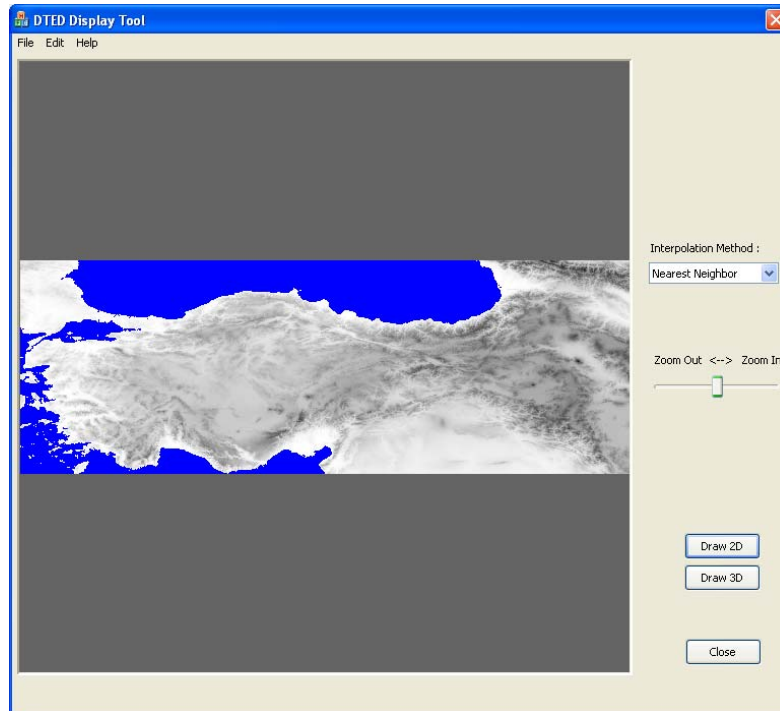 DTED Display Tool
File Edit Help
Interpolation Method :
Nearest Neighbor
Zoom Out <--> Zoom In
Draw 2D
Draw 3D
Close